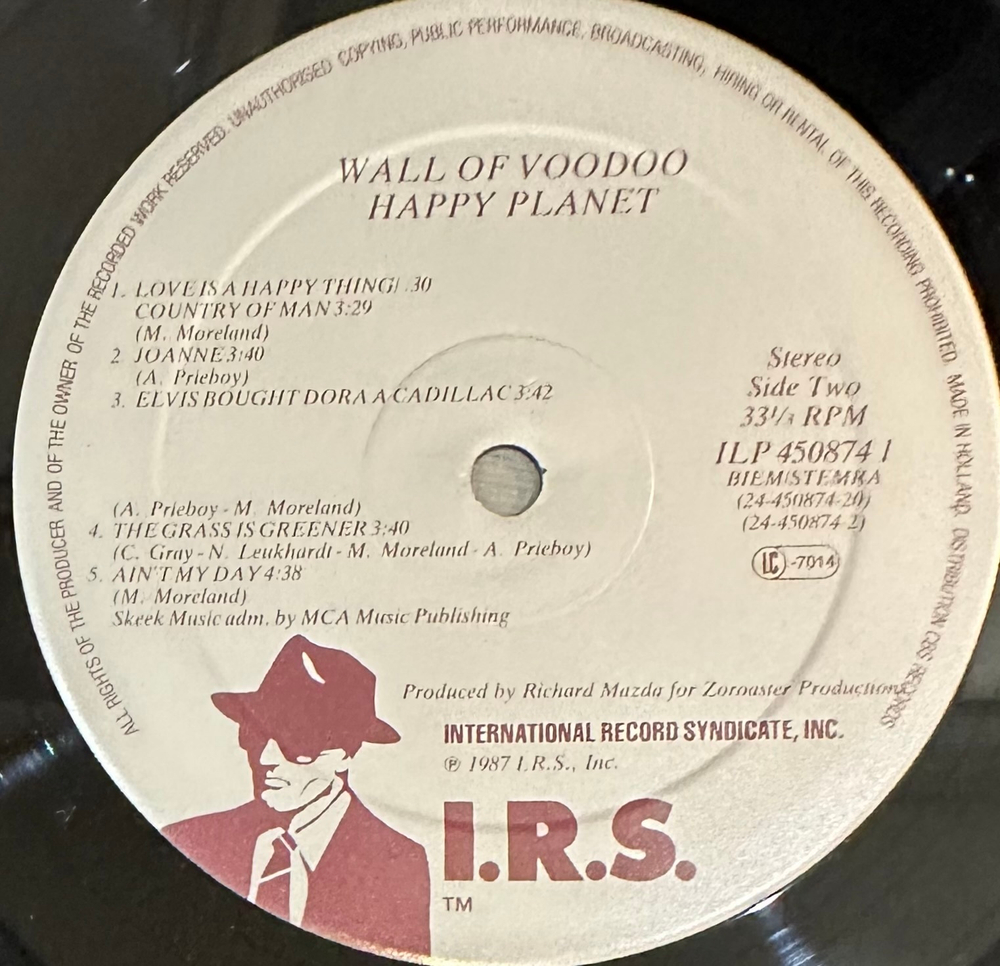 ALL RIGHTS OF THE PRODUCER AND OF THE OWNER OF THE RECORDED WORK RESERVED. UNAUTHORISED COPYING, PUBLIC PERFORMANCE, BROADCASTING, HIRING OR RENTAL OF THIS RECORDING PROHIBITED. MADE IN HOLLAND. DISTRIBUTION CBS RECORDS
WALL OF VOODOO
HAPPY PLANET
1. LOVE IS A HAPPY THING/ .30
COUNTRY OF MAN 3:29
(M. Moreland)
2 JOANNE 3:40
(A. Prieboy)
3. ELVIS BOUGHT DORA A CADILLAC 3:42
(A. Prieboy - M. Moreland)
4. THE GRASS IS GREENER 3:40
(C. Gray - N. Leukhardt - M. Moreland - A. Prieboy)
5. AIN'T MY DAY 4:38
(M. Moreland)
Skeek Music adm. by MCA Music Publishing
Stereo
Side Two
33⅓ RPM
ILP 450874 1
BIEM/STEMRA
(24-450874-20)
(24-450874 2)
LC -7014
Produced by Richard Mazda for Zoroaster Productions
INTERNATIONAL RECORD SYNDICATE, INC.
℗ 1987 I.R.S., Inc.
I.R.S.
TM